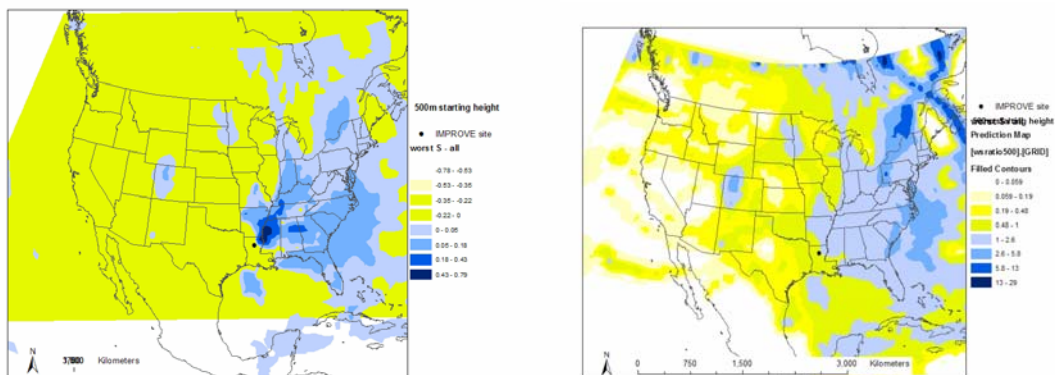 500m starting height
IMPROVE site
worst S - all
-0.78 - -0.53
-0.53 - -0.35
-0.35 - -0.22
-0.22 - 0
0 - 0.05
0.05 - 0.18
0.18 - 0.43
0.43 - 0.79
N
Kilometers
IMPROVE site
starting height
Prediction Map
[wsratio500].[GRID]
Filled Contours
0 - 0.059
0.059 - 0.19
0.19 - 0.48
0.48 - 1
1 - 2.6
2.6 - 5.8
5.8 - 13
13 - 29
N
0 750 1,500 3,000 Kilometers